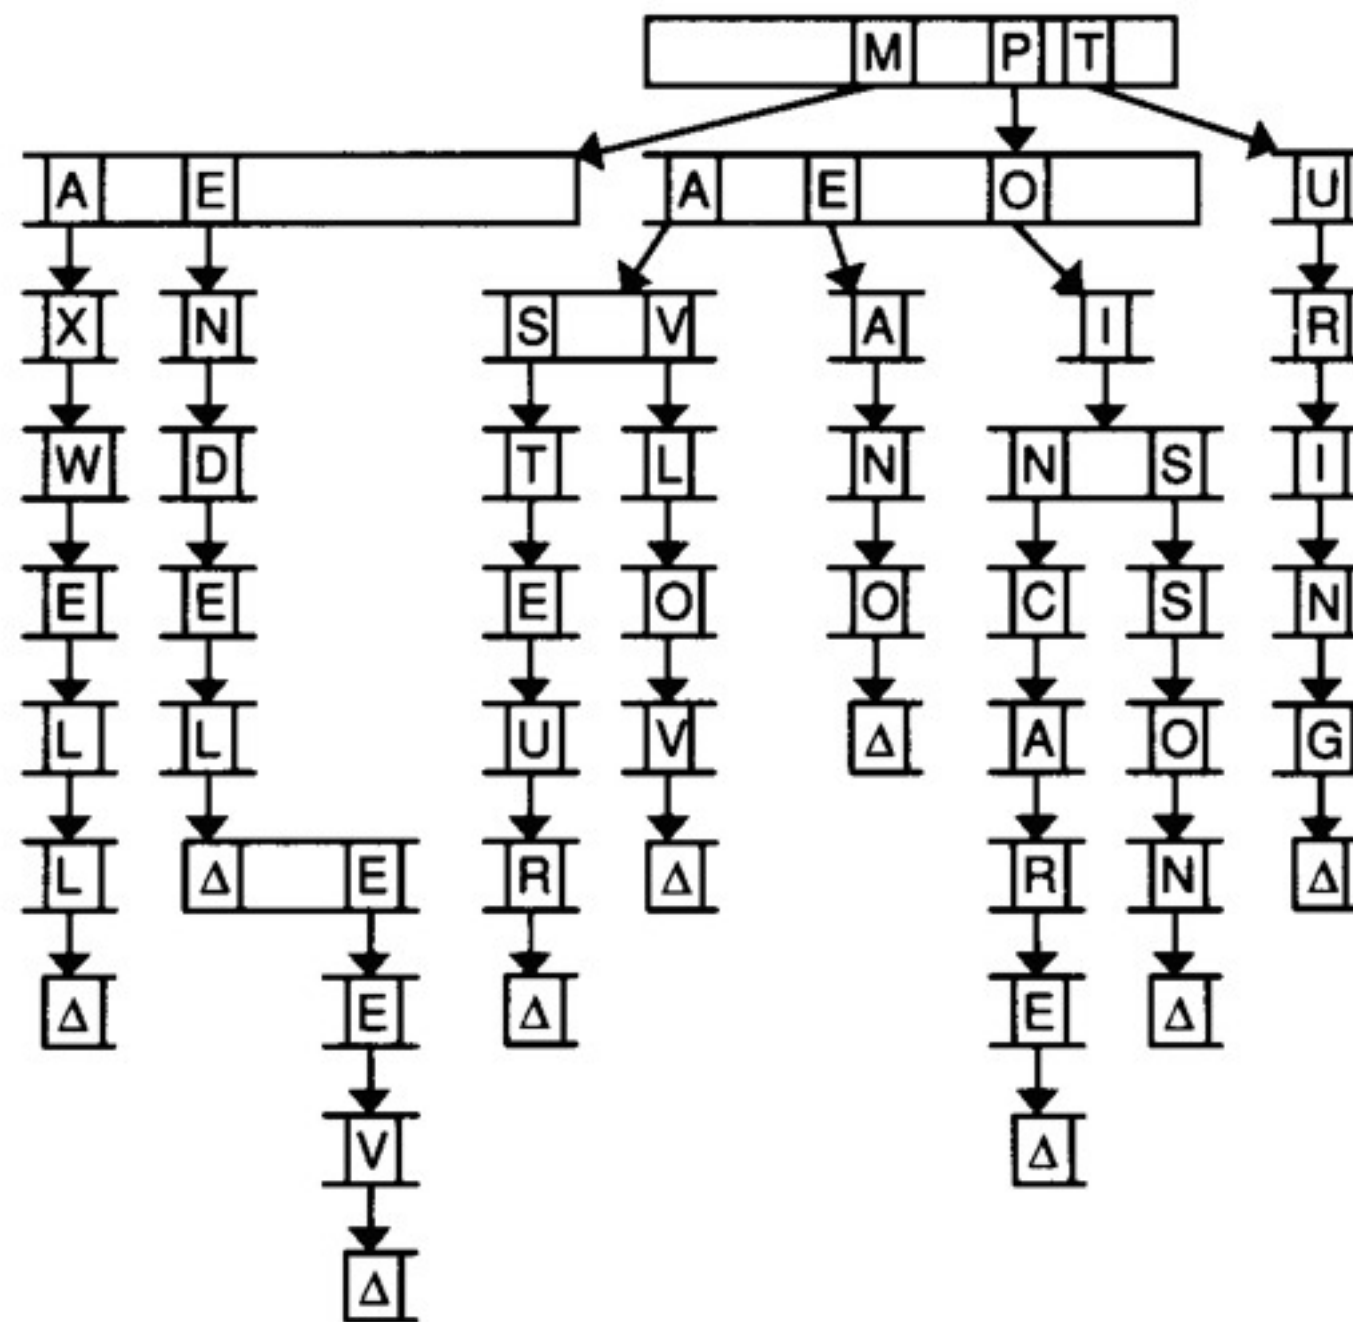 M P T
A E A E O U
X N S V A I R
W D T L N N S I
E E E O O C S N
L L U V Δ A O G
L Δ E R Δ R N Δ
Δ E Δ E Δ
V Δ
Δ